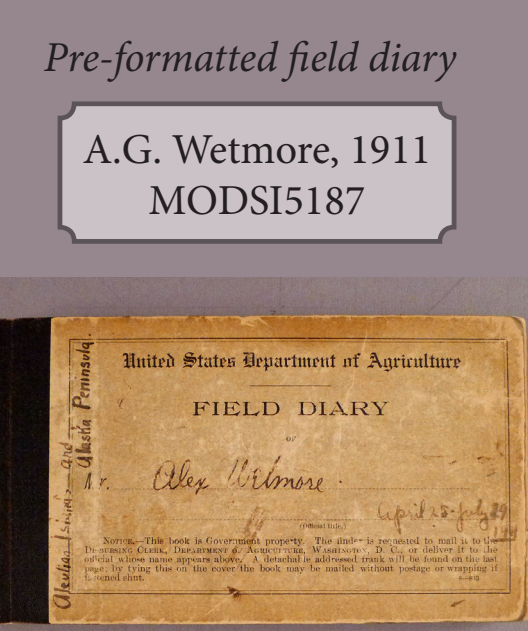 Pre-formatted field diary
A.G. Wetmore, 1911
MODSI5187
Aleutian Islands and
Alaska Peninsula.
United States Department of Agriculture
FIELD DIARY
OF
Mr. Alex Wetmore.
April 25-July 29
(Official title.)
NOTICE.—This book is Government property. The finder is requested to mail it to the
DISBURSING CLERK, DEPARTMENT OF AGRICULTURE, WASHINGTON, D. C., or deliver it to the
official whose name appears above. A detachable addressed frank will be found on the last
page; by tying this on the cover the book may be mailed without postage or wrapping if
fastened shut.